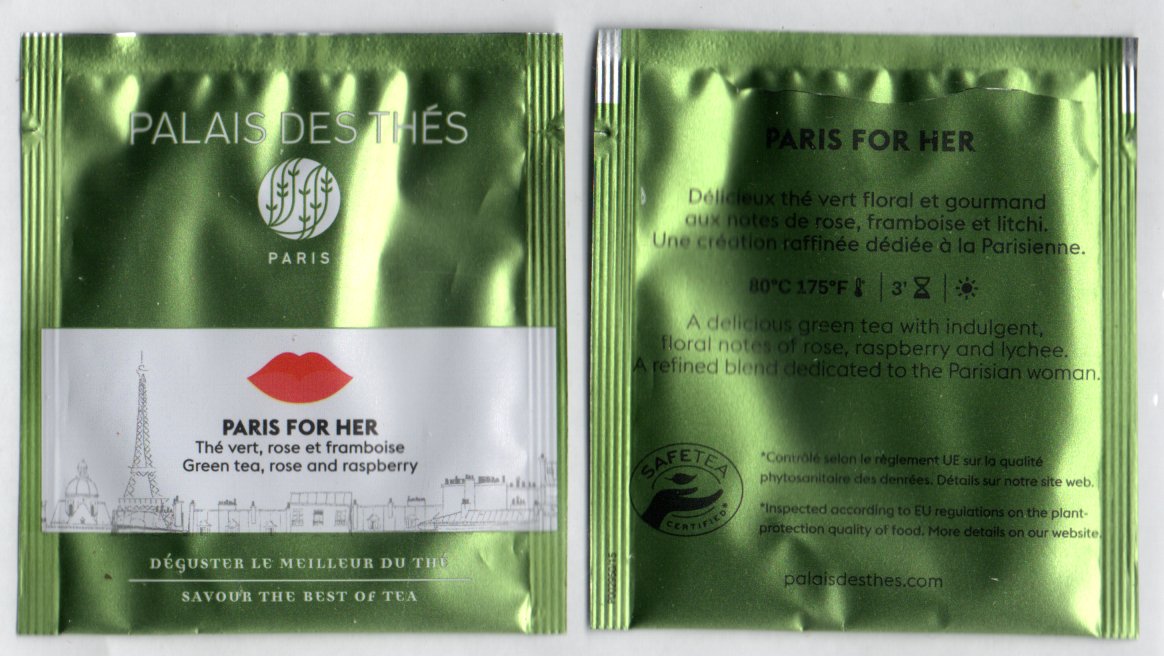 PALAIS DES THÉS
PARIS
PARIS FOR HER
Thé vert, rose et framboise
Green tea, rose and raspberry
DÉGUSTER LE MEILLEUR DU THÉ
SAVOUR THE BEST OF TEA
PARIS FOR HER
Délicieux thé vert floral et gourmand
aux notes de rose, framboise et litchi.
Une création raffinée dédiée à la Parisienne.
80°C 175°F | 3' |
A delicious green tea with indulgent,
floral notes of rose, raspberry and lychee.
A refined blend dedicated to the Parisian woman.
SAFETEA
CERTIFIED*
*Contrôlé selon le règlement UE sur la qualité
phytosanitaire des denrées. Détails sur notre site web.
*Inspected according to EU regulations on the plant-
protection quality of food. More details on our website.
palaisdesthes.com